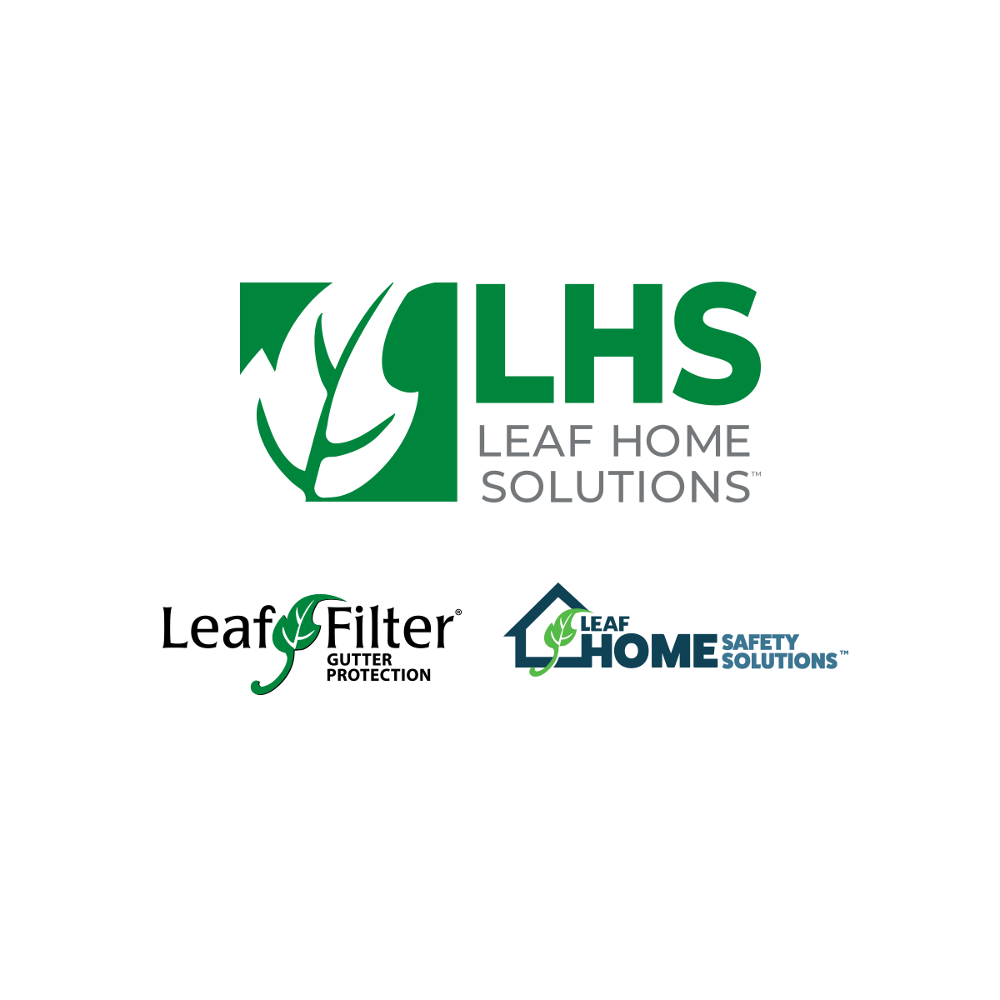 LHS
LEAF HOME
SOLUTIONS™
Leaf Filter®
GUTTER
PROTECTION
LEAF
HOME
SAFETY
SOLUTIONS™